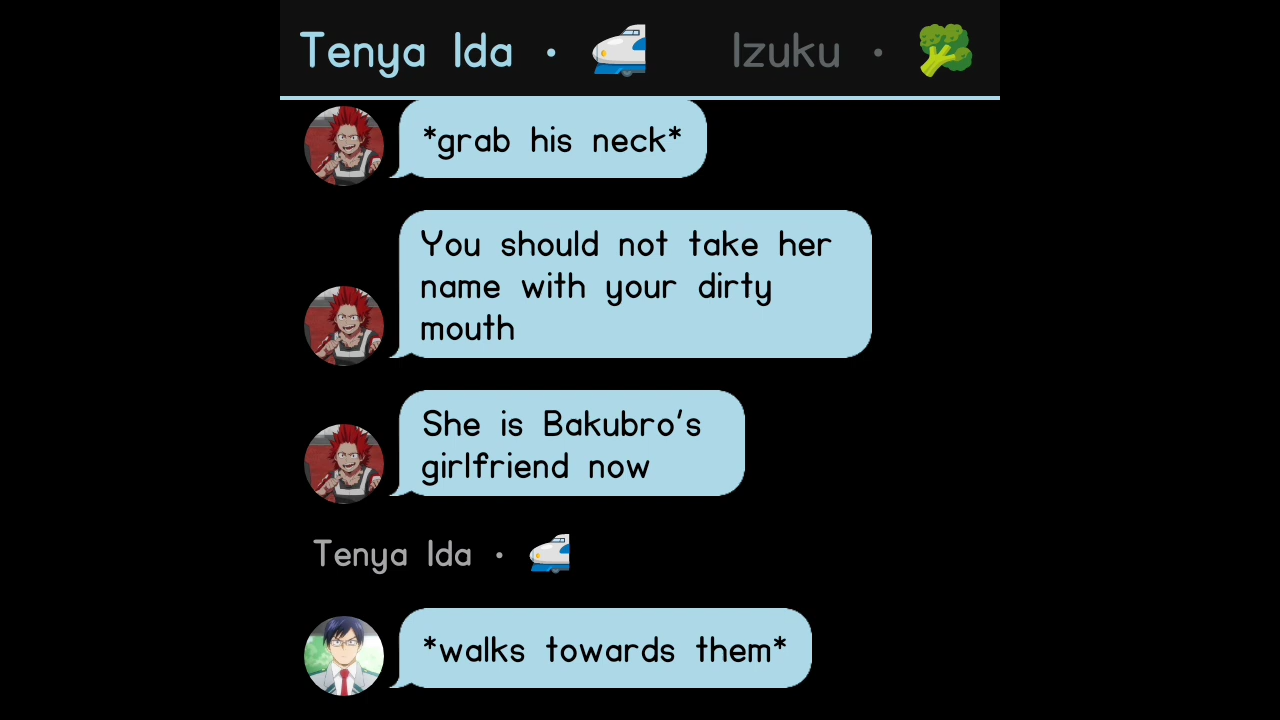 Tenya Ida • Izuku •
*grab his neck*
You should not take her
name with your dirty
mouth
She is Bakubro's
girlfriend now
Tenya Ida •
*walks towards them*